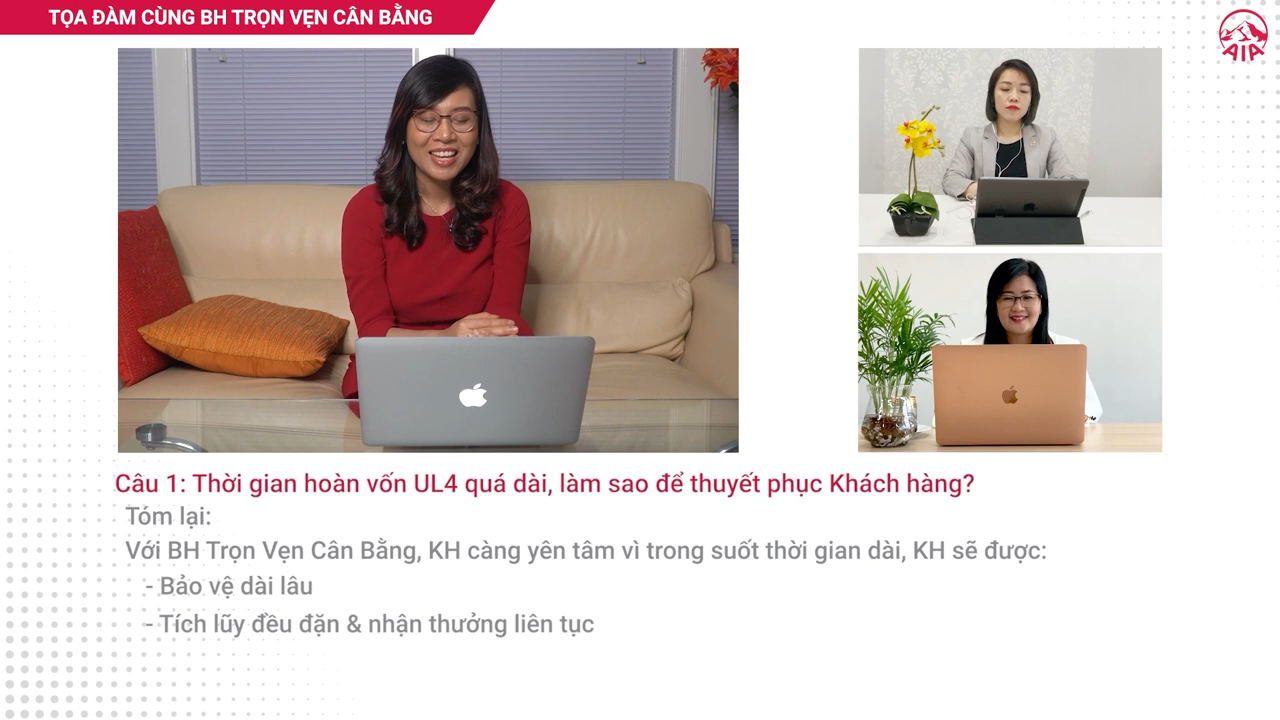 TỌA ĐÀM CÙNG BH TRỌN VẸN CÂN BẰNG
AIA
Câu 1: Thời gian hoàn vốn UL4 quá dài, làm sao để thuyết phục Khách hàng?
Tóm lại:
Với BH Trọn Vẹn Cân Bằng, KH càng yên tâm vì trong suốt thời gian dài, KH sẽ được:
- Bảo vệ dài lâu
- Tích lũy đều đặn & nhận thưởng liên tục